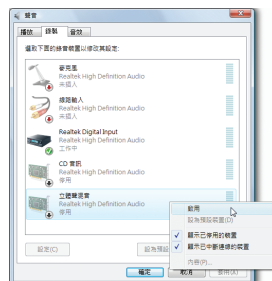 聲音
播放 錄製 音效
選取下面的錄音裝置以修改其設定:
麥克風
Realtek High Definition Audio
未插入
線路輸入
Realtek High Definition Audio
未插入
Realtek Digital Input
Realtek High Definition Audio
工作中
CD 音訊
Realtek High Definition Audio
停用
立體聲混音
Realtek High Definition Audio
停用
啟用
設為預設裝置(D)
顯示已停用的裝置
顯示已中斷連線的裝置
內容(P)...
設定(C) 設為預設
確定 取消 套用(A)